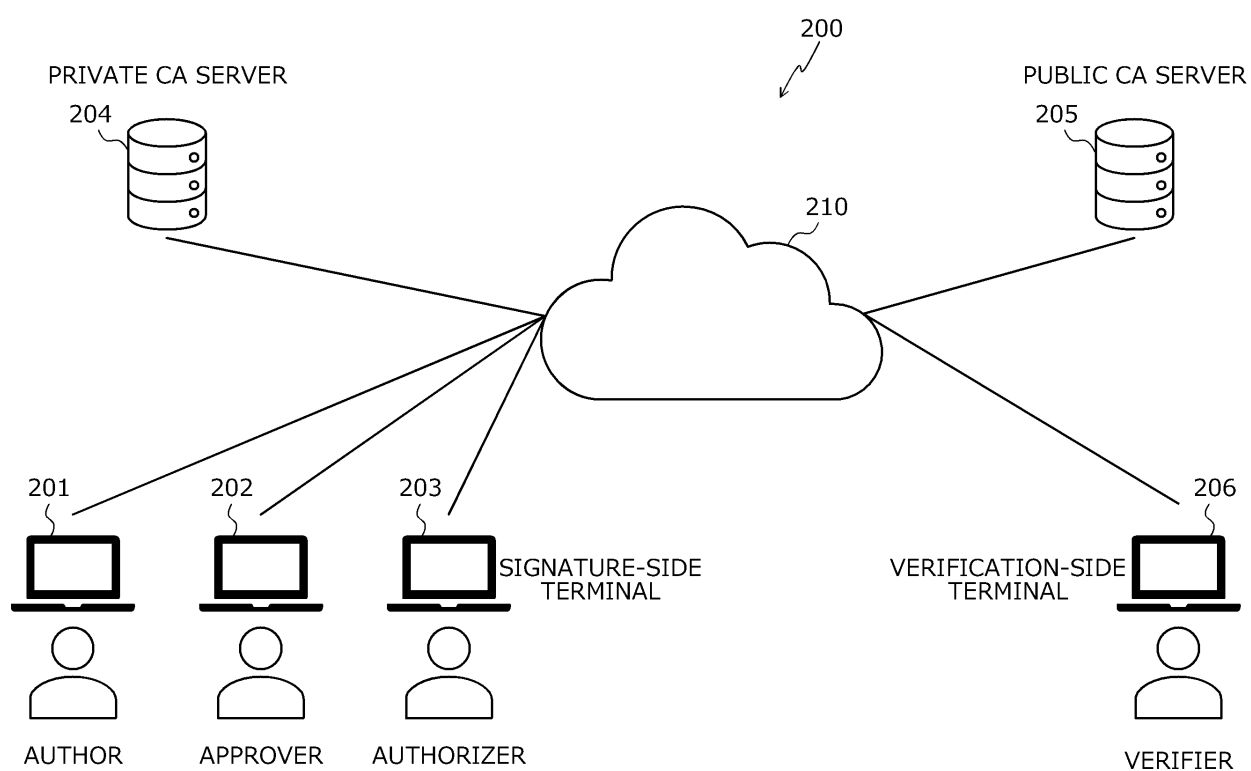 200
PRIVATE CA SERVER
PUBLIC CA SERVER
204
205
210
201
202
203
206
SIGNATURE-SIDE
TERMINAL
VERIFICATION-SIDE
TERMINAL
AUTHOR
APPROVER
AUTHORIZER
VERIFIER